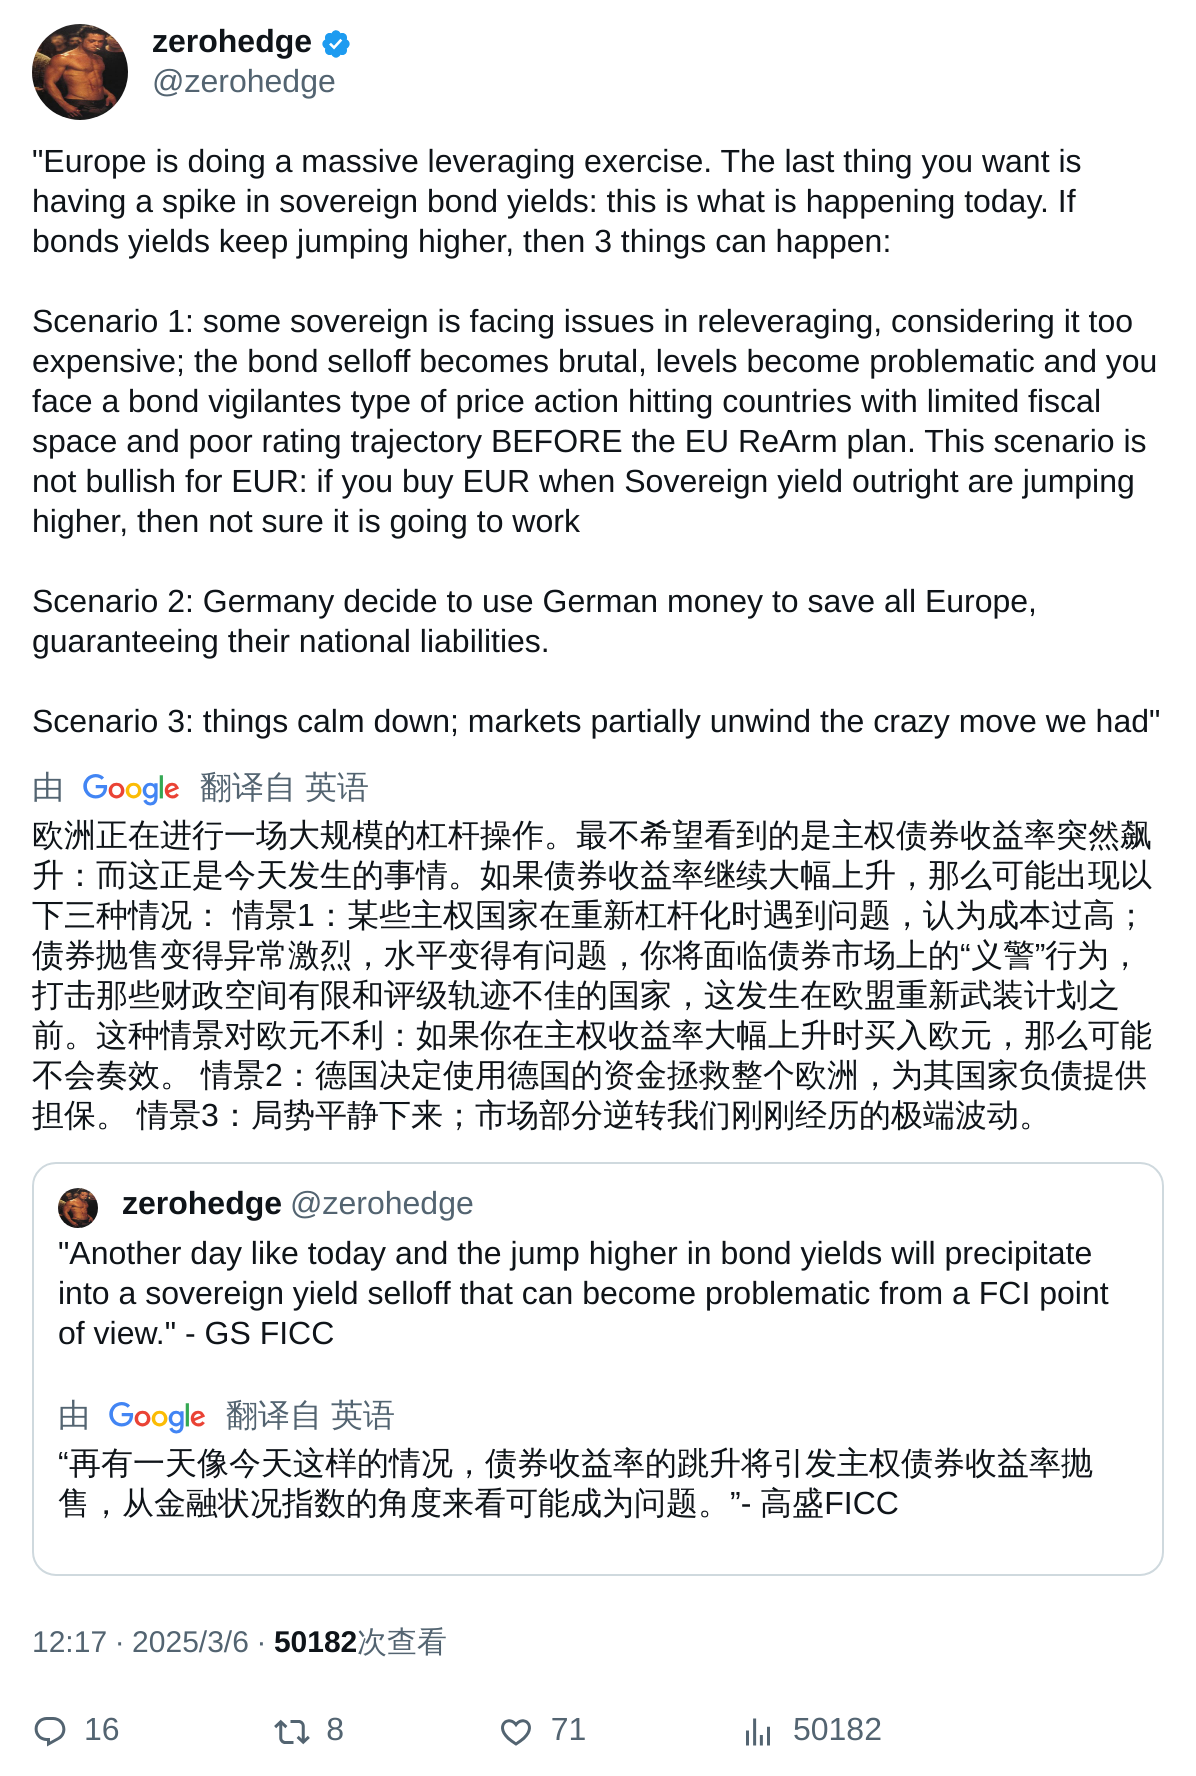 zerohedge
@zerohedge
"Europe is doing a massive leveraging exercise. The last thing you want is
having a spike in sovereign bond yields: this is what is happening today. If
bonds yields keep jumping higher, then 3 things can happen:
Scenario 1: some sovereign is facing issues in releveraging, considering it too
expensive; the bond selloff becomes brutal, levels become problematic and you
face a bond vigilantes type of price action hitting countries with limited fiscal
space and poor rating trajectory BEFORE the EU ReArm plan. This scenario is
not bullish for EUR: if you buy EUR when Sovereign yield outright are jumping
higher, then not sure it is going to work
Scenario 2: Germany decide to use German money to save all Europe,
guaranteeing their national liabilities.
Scenario 3: things calm down; markets partially unwind the crazy move we had"
由 Google 翻译自 英语
欧洲正在进行一场大规模的杠杆操作。最不希望看到的是主权债券收益率突然飙
升：而这正是今天发生的事情。如果债券收益率继续大幅上升，那么可能出现以
下三种情况： 情景1：某些主权国家在重新杠杆化时遇到问题，认为成本过高；
债券抛售变得异常激烈，水平变得有问题，你将面临债券市场上的“义警”行为，
打击那些财政空间有限和评级轨迹不佳的国家，这发生在欧盟重新武装计划之
前。这种情景对欧元不利：如果你在主权收益率大幅上升时买入欧元，那么可能
不会奏效。 情景2：德国决定使用德国的资金拯救整个欧洲，为其国家负债提供
担保。 情景3：局势平静下来；市场部分逆转我们刚刚经历的极端波动。
zerohedge @zerohedge
"Another day like today and the jump higher in bond yields will precipitate
into a sovereign yield selloff that can become problematic from a FCI point
of view." - GS FICC
由 Google 翻译自 英语
“再有一天像今天这样的情况，债券收益率的跳升将引发主权债券收益率抛
售，从金融状况指数的角度来看可能成为问题。”- 高盛FICC
12:17 · 2025/3/6 · 50182次查看
16 8 71 50182